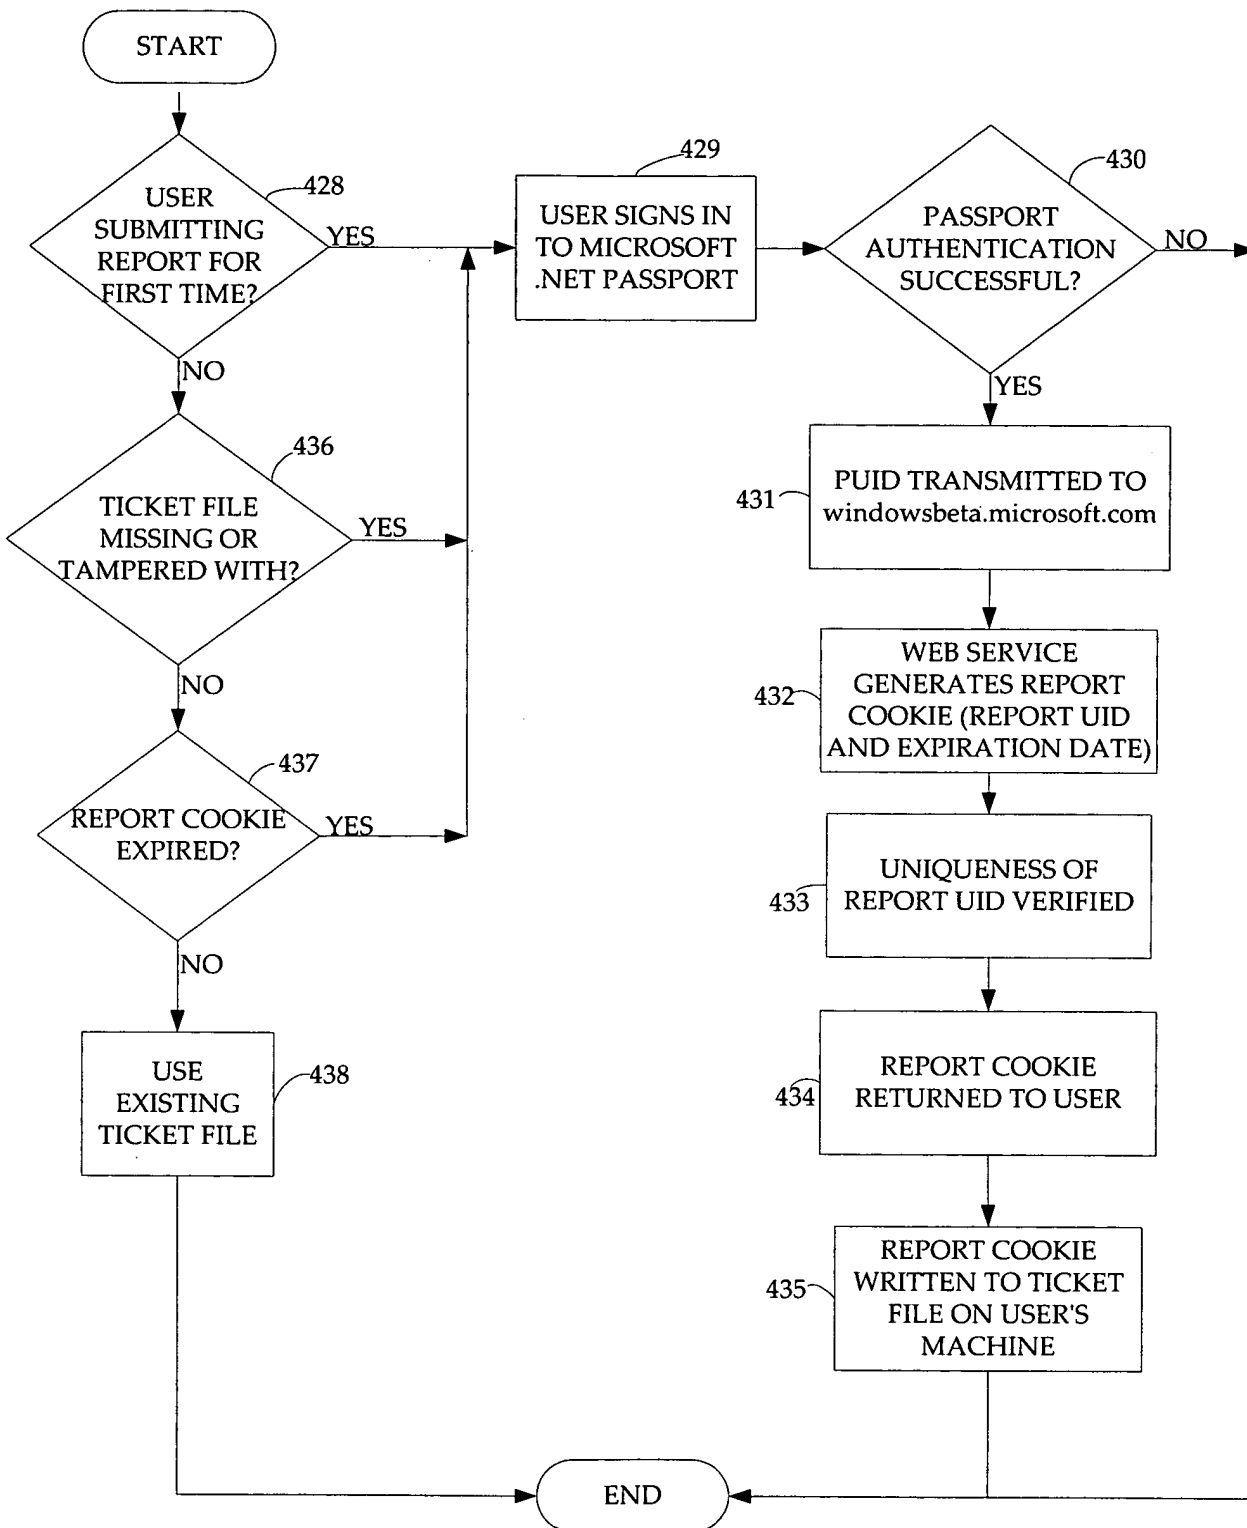 START
428
USER
SUBMITTING
REPORT FOR
FIRST TIME?
YES
NO
429
USER SIGNS IN
TO MICROSOFT
.NET PASSPORT
430
PASSPORT
AUTHENTICATION
SUCCESSFUL?
NO
YES
436
TICKET FILE
MISSING OR
TAMPERED WITH?
YES
NO
431
PUID TRANSMITTED TO
windowsbeta.microsoft.com
432
WEB SERVICE
GENERATES REPORT
COOKIE (REPORT UID
AND EXPIRATION DATE)
437
REPORT COOKIE
EXPIRED?
YES
NO
433
UNIQUENESS OF
REPORT UID VERIFIED
438
USE
EXISTING
TICKET FILE
434
REPORT COOKIE
RETURNED TO USER
435
REPORT COOKIE
WRITTEN TO TICKET
FILE ON USER'S
MACHINE
END